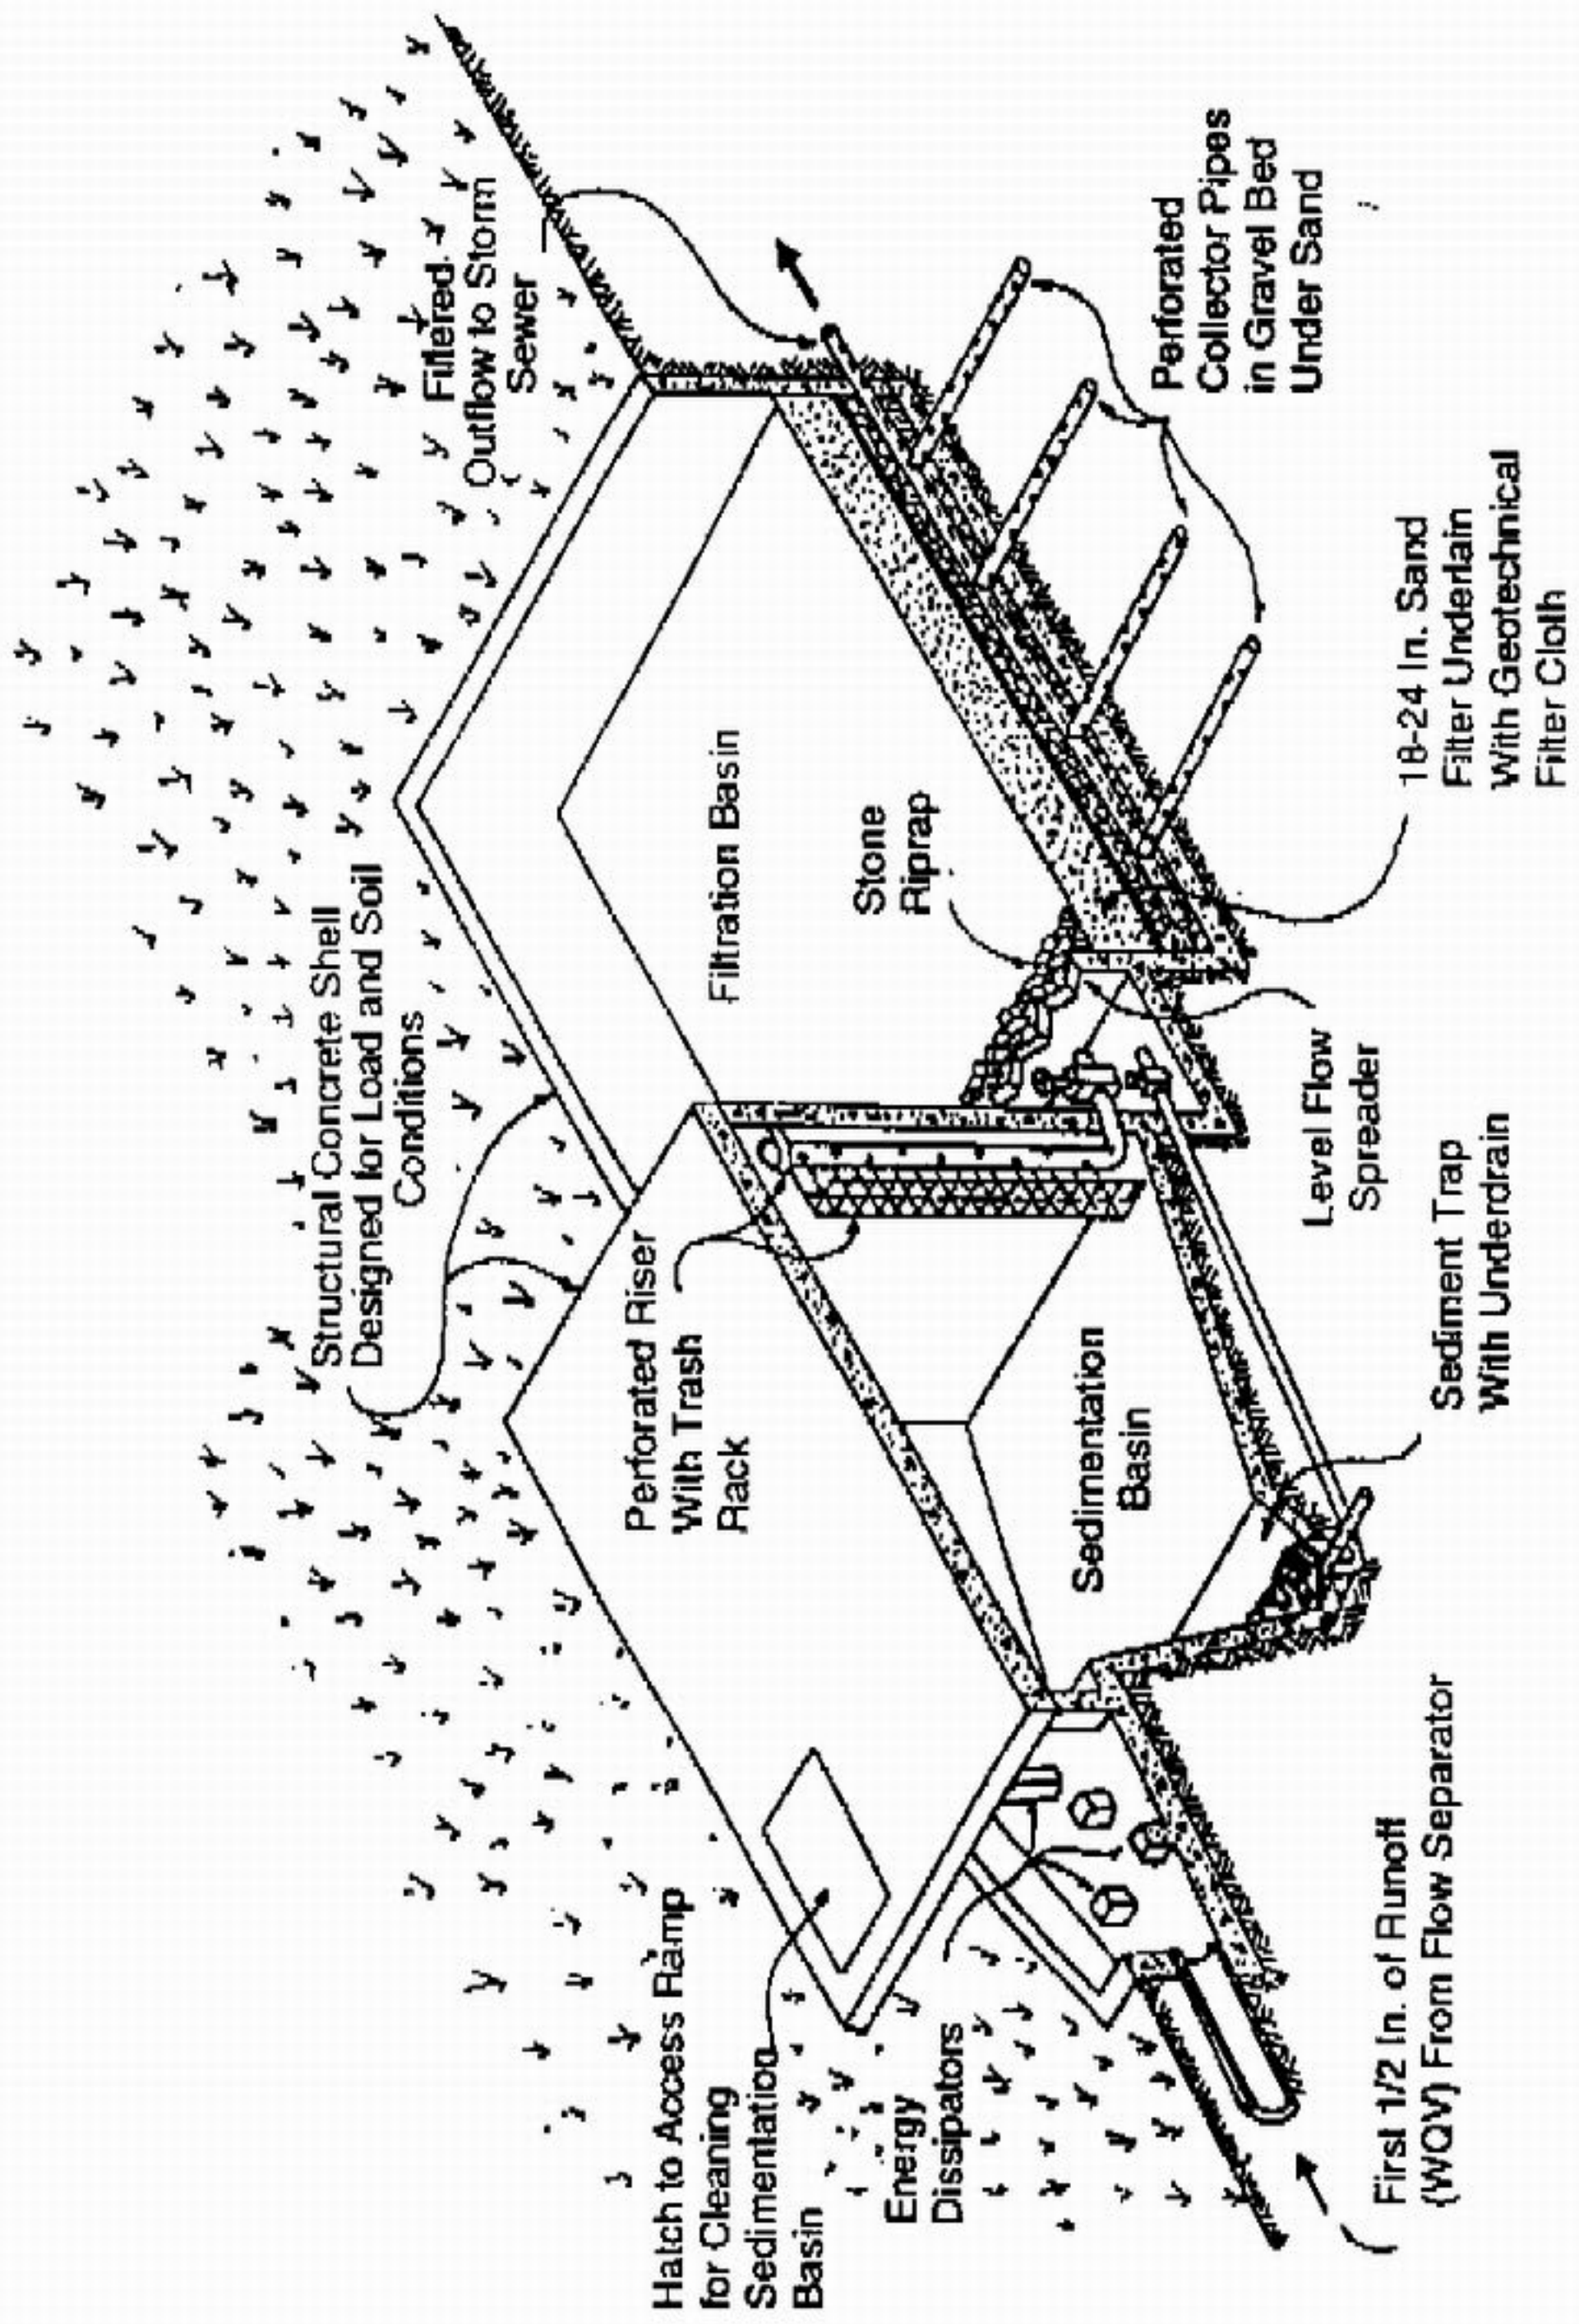 Filtered
Outflow to Storm
Sewer
Structural Concrete Shell
Designed for Load and Soil
Conditions
Perforated
Collector Pipes
in Gravel Bed
Under Sand
Filtration Basin
Stone
Riprap
18-24 In. Sand
Filter Underlain
With Geotechnical
Filter Cloth
Perforated Riser
With Trash
Rack
Level Flow
Spreader
Sedimentation
Basin
Sediment Trap
With Underdrain
Hatch to Access Ramp
for Cleaning
Sedimentation
Basin
Energy
Dissipators
First 1/2 In. of Runoff
(WQV) From Flow Separator